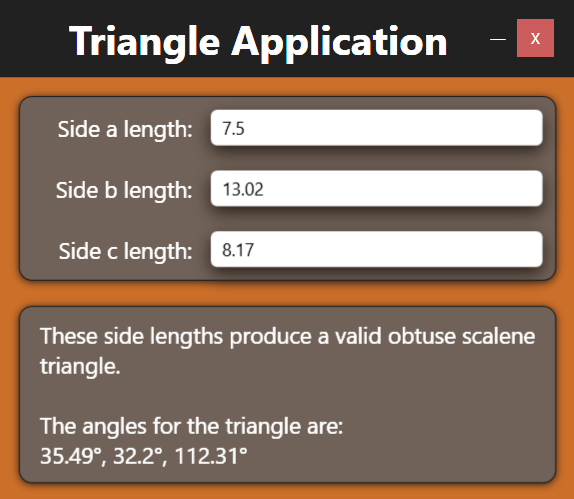 Triangle Application
X
Side a length: 7.5
Side b length: 13.02
Side c length: 8.17
These side lengths produce a valid obtuse scalene
triangle.
The angles for the triangle are:
35.49°, 32.2°, 112.31°